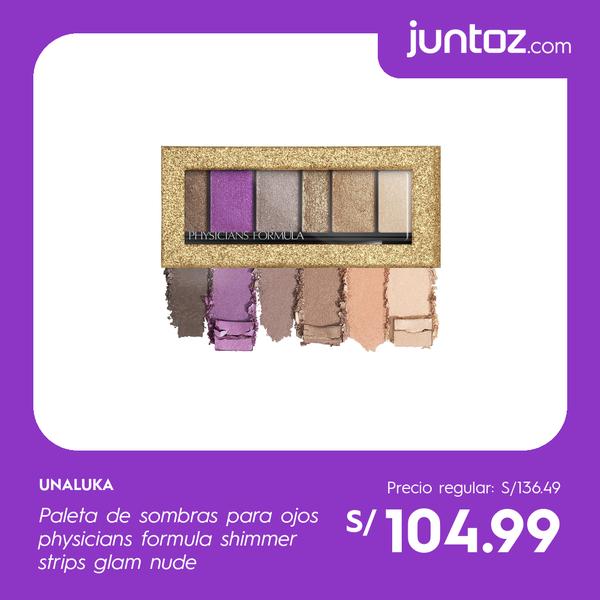 juntoz.com
PHYSICIANS FORMULA
UNALUKA
Paleta de sombras para ojos
physicians formula shimmer
strips glam nude
Precio regular: S/136.49
S/104.99